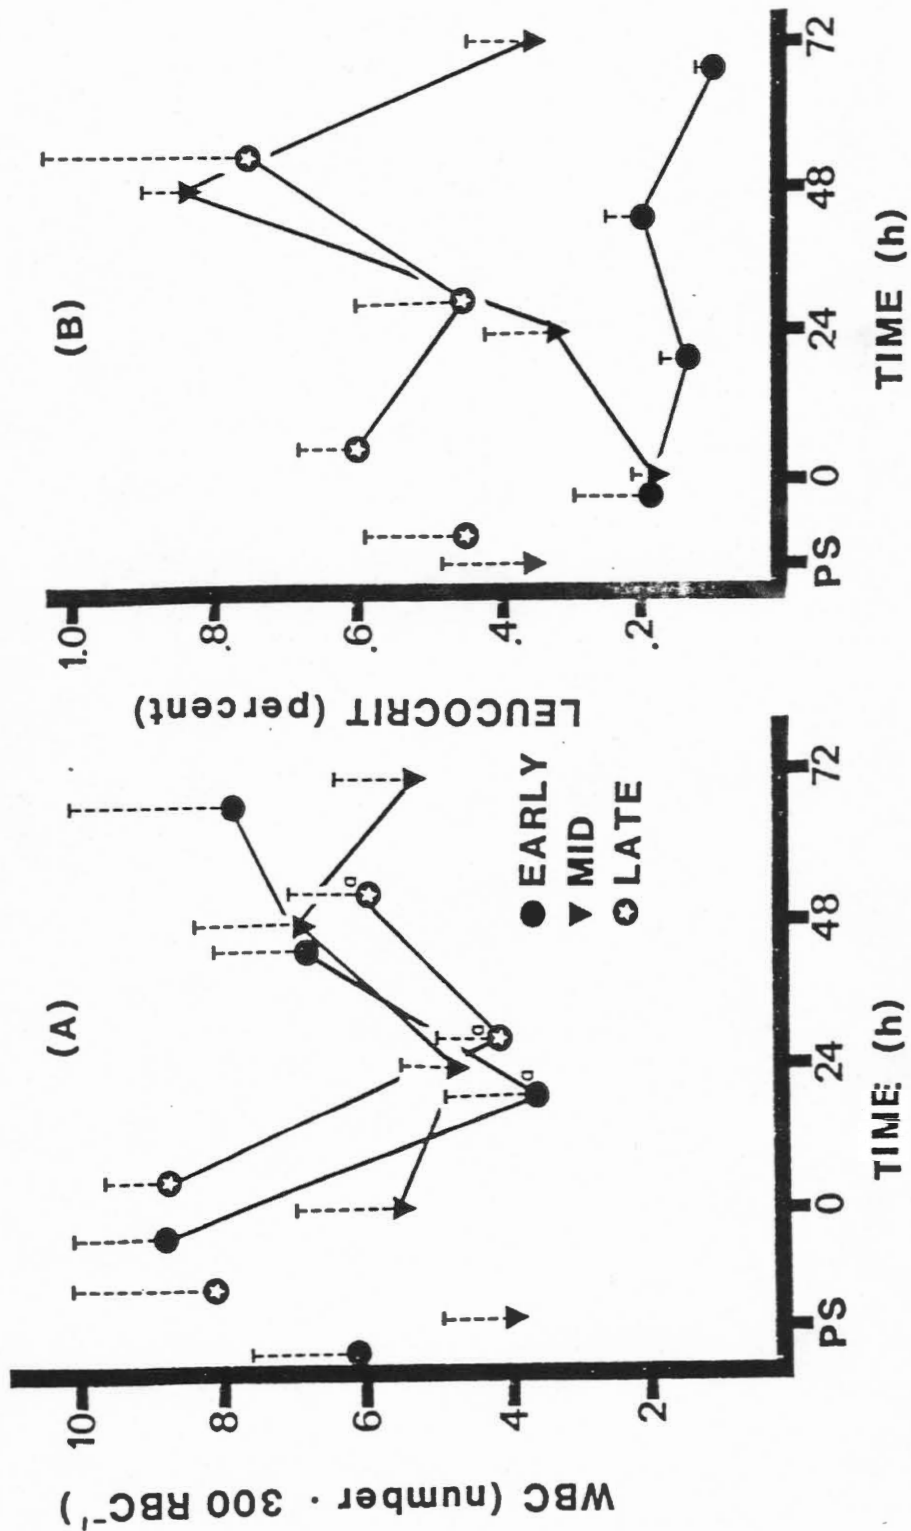 (A)
WBC (number · 300 RBC⁻¹)
10
8
6
4
2
PS
0
24
48
72
TIME (h)
a
a
a
EARLY
MID
LATE
(B)
LEUCOCRIT (percent)
1.0
.8
.6
.4
.2
PS
0
24
48
72
TIME (h)